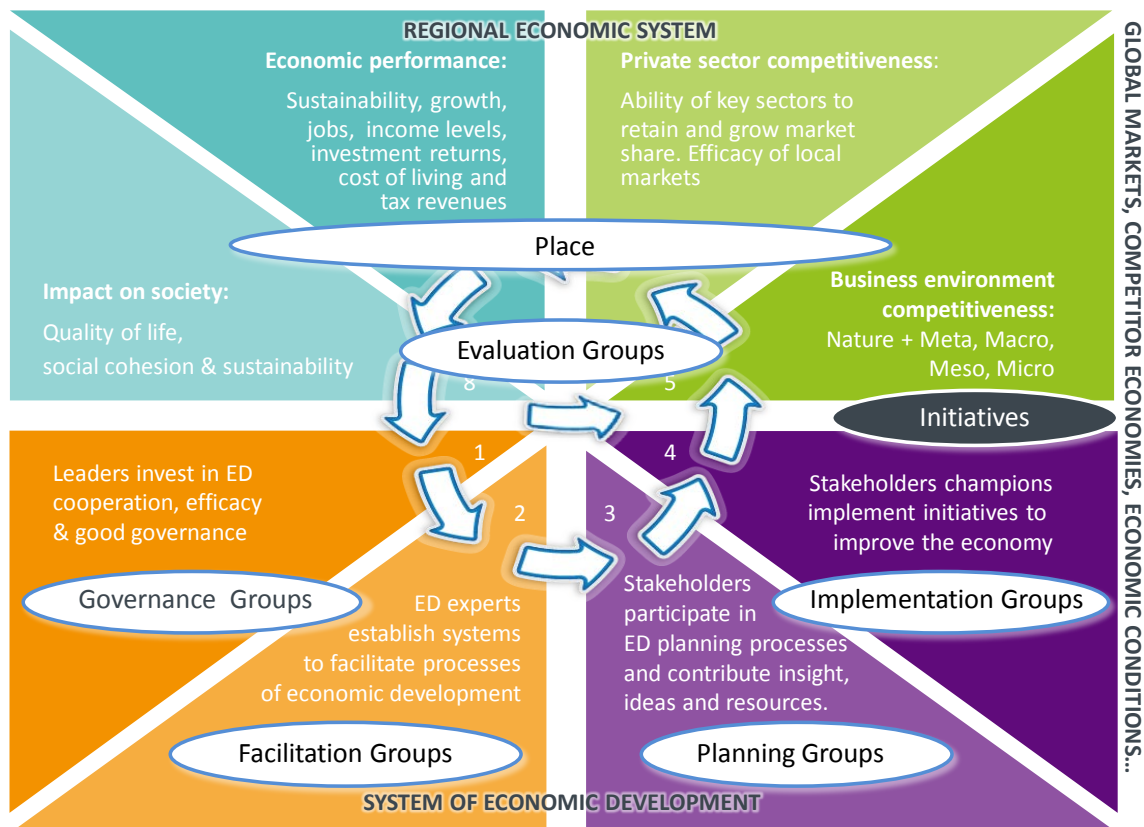 REGIONAL ECONOMIC SYSTEM
Economic performance:
Sustainability, growth,
jobs, income levels,
investment returns,
cost of living and
tax revenues
Private sector competitiveness:
Ability of key sectors to
retain and grow market
share. Efficacy of local
markets
Place
Impact on society:
Quality of life,
social cohesion & sustainability
Business environment
competitiveness:
Nature + Meta, Macro,
Meso, Micro
Evaluation Groups
8
5
Initiatives
1
4
Leaders invest in ED
cooperation, efficacy
& good governance
2
3
Stakeholders champions
implement initiatives to
improve the economy
Governance Groups
ED experts
establish systems
to facilitate processes
of economic development
Stakeholders
participate in
ED planning processes
and contribute insight,
ideas and resources.
Implementation Groups
Facilitation Groups
Planning Groups
SYSTEM OF ECONOMIC DEVELOPMENT
GLOBAL MARKETS, COMPETITOR ECONOMIES, ECONOMIC CONDITIONS...